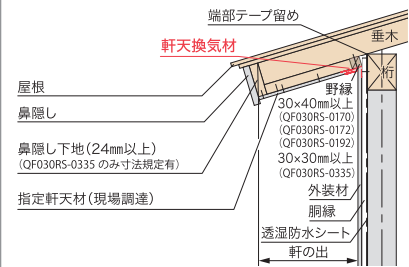 端部テープ留め
垂木
軒天換気材
桁
屋根
野縁
鼻隠し
30×40mm以上
(QF030RS-0170)
(QF030RS-0172)
(QF030RS-0192)
30×30mm以上
(QF030RS-0335)
鼻隠し下地(24mm以上)
(QF030RS-0335 のみ寸法規定有)
指定軒天材(現場調達)
外装材
胴縁
透湿防水シート
軒の出